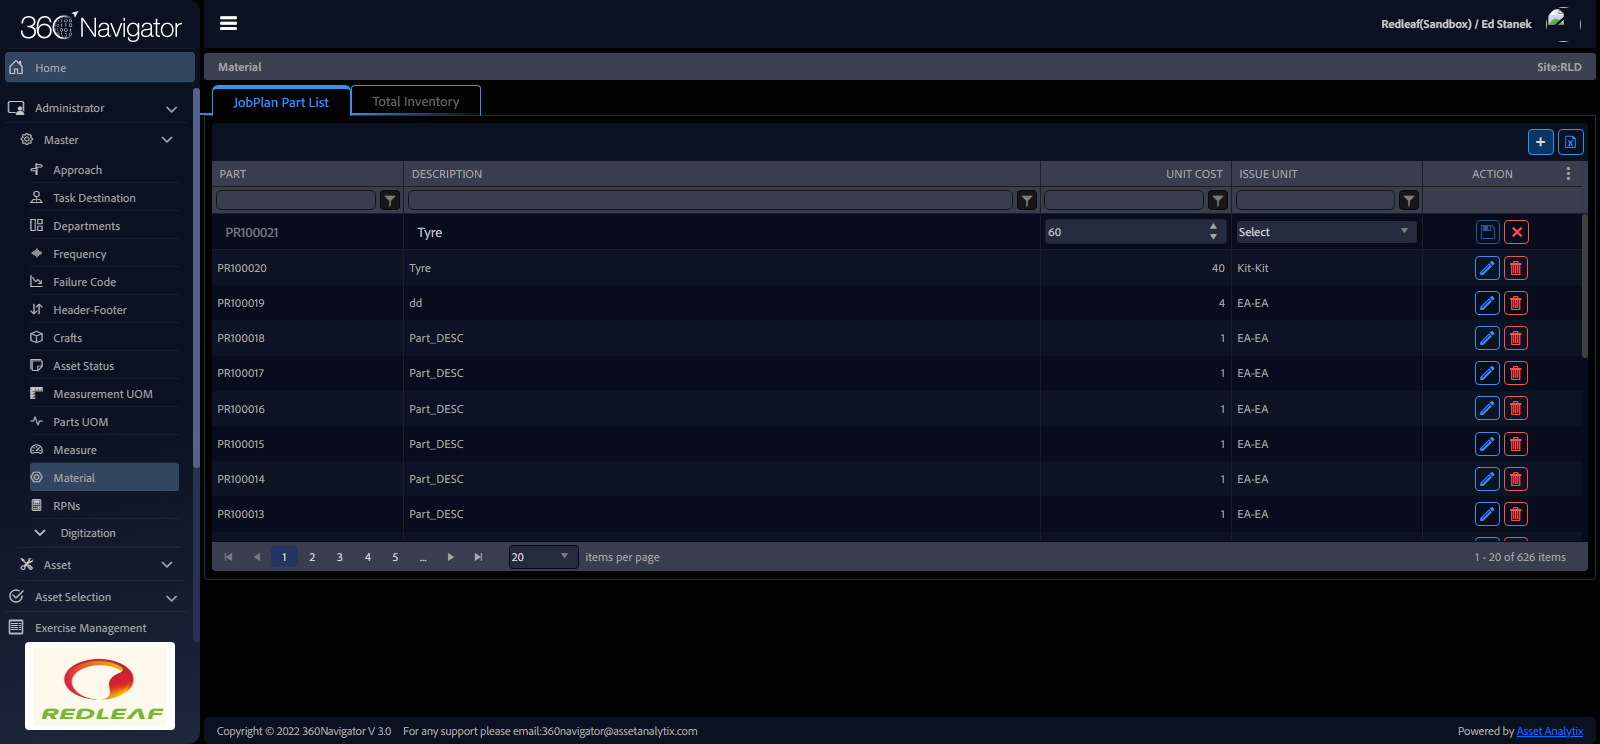 360 Navigator
Redleaf(Sandbox) / Ed Stanek
Home
Administrator
Master
Approach
Task Destination
Departments
Frequency
Failure Code
Header-Footer
Crafts
Asset Status
Measurement UOM
Parts UOM
Measure
Material
RPNs
Digitization
Asset
Asset Selection
Exercise Management
REDLEAF
Material Site:RLD
JobPlan Part List Total Inventory
PART DESCRIPTION UNIT COST ISSUE UNIT ACTION
PR100021 Tyre 60 Select
PR100020 Tyre 40 Kit-Kit
PR100019 dd 4 EA-EA
PR100018 Part_DESC 1 EA-EA
PR100017 Part_DESC 1 EA-EA
PR100016 Part_DESC 1 EA-EA
PR100015 Part_DESC 1 EA-EA
PR100014 Part_DESC 1 EA-EA
PR100013 Part_DESC 1 EA-EA
1 2 3 4 5 ... 20 items per page 1 - 20 of 626 items
Copyright © 2022 360Navigator V 3.0 For any support please email:360navigator@assetanalytix.com Powered by Asset Analytix